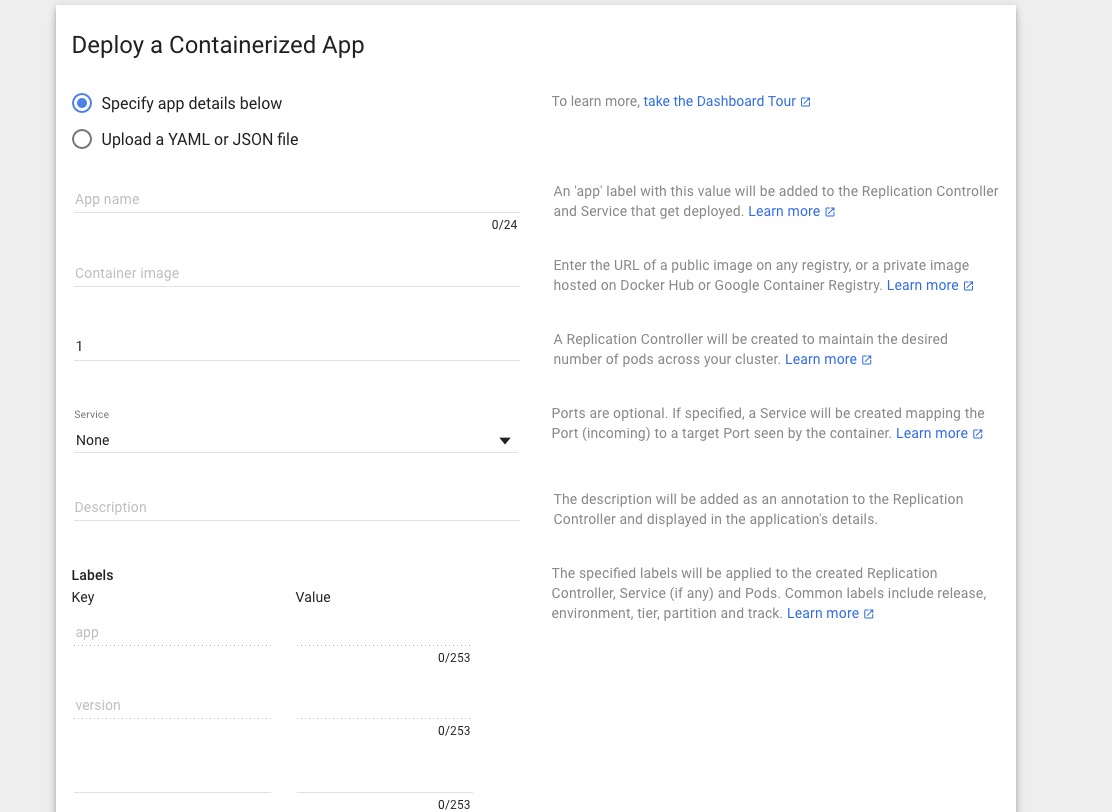 Deploy a Containerized App
Specify app details below
To learn more, take the Dashboard Tour
Upload a YAML or JSON file
App name
0/24
An 'app' label with this value will be added to the Replication Controller
and Service that get deployed. Learn more
Container image
Enter the URL of a public image on any registry, or a private image
hosted on Docker Hub or Google Container Registry. Learn more
1
A Replication Controller will be created to maintain the desired
number of pods across your cluster. Learn more
Service
None
Ports are optional. If specified, a Service will be created mapping the
Port (incoming) to a target Port seen by the container. Learn more
Description
The description will be added as an annotation to the Replication
Controller and displayed in the application's details.
Labels
Key Value
The specified labels will be applied to the created Replication
Controller, Service (if any) and Pods. Common labels include release,
environment, tier, partition and track. Learn more
app
0/253
version
0/253
0/253